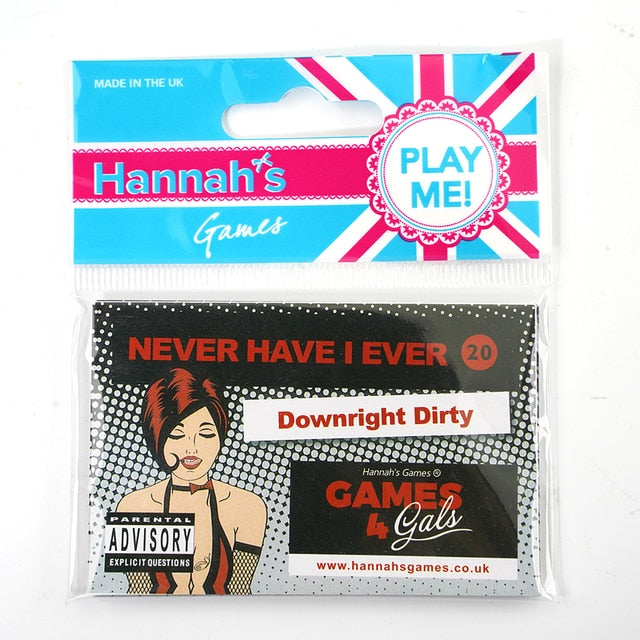 MADE IN THE UK
Hannah's
Games
PLAY
ME!
NEVER HAVE I EVER 20
Downright Dirty
Hannah's Games ®
GAMES
4 Gals
www.hannahsgames.co.uk
PARENTAL
ADVISORY
EXPLICIT QUESTIONS